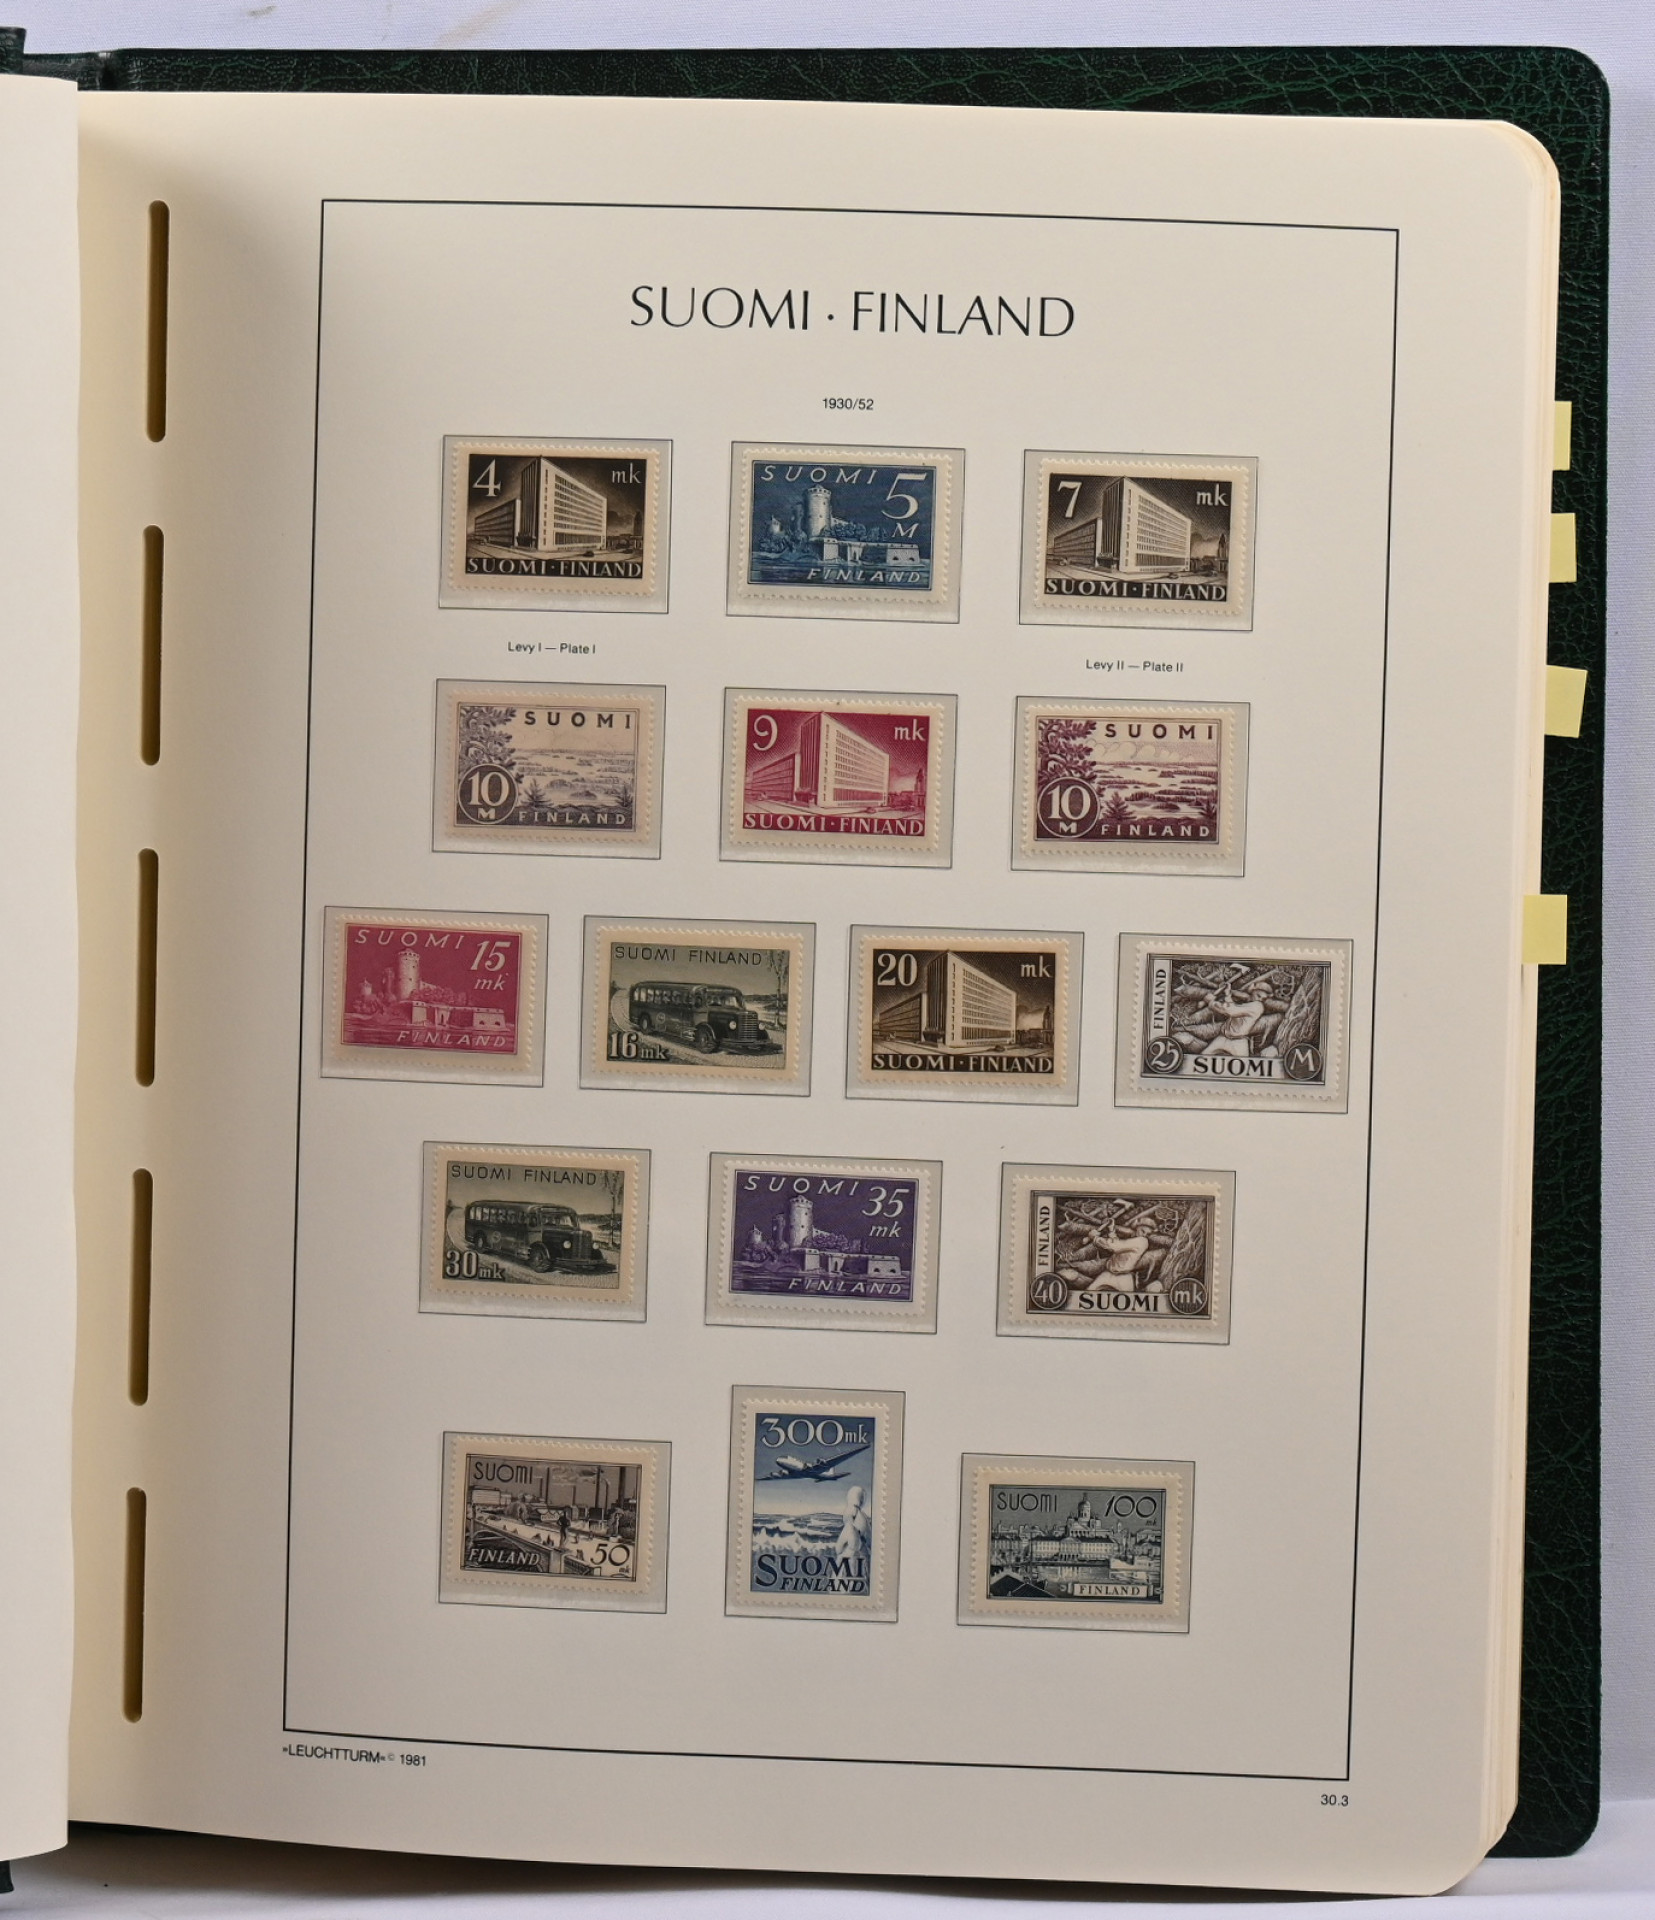 SUOMI · FINLAND
1930/52
4 mk
SUOMI · FINLAND
SUOMI 5
M
FINLAND
7 mk
SUOMI · FINLAND
Levy I — Plate I
Levy II — Plate II
SUOMI
10
M FINLAND
9 mk
SUOMI · FINLAND
SUOMI
10
M FINLAND
SUOMI 15
mk
FINLAND
SUOMI FINLAND
16 mk
20 mk
SUOMI · FINLAND
FINLAND
25 SUOMI M
SUOMI FINLAND
30 mk
SUOMI 35
mk
FINLAND
FINLAND
40 SUOMI mk
SUOMI
FINLAND 50
mk
300 mk
SUOMI
FINLAND
SUOMI 100
mk
FINLAND
»LEUCHTTURM« © 1981
30.3